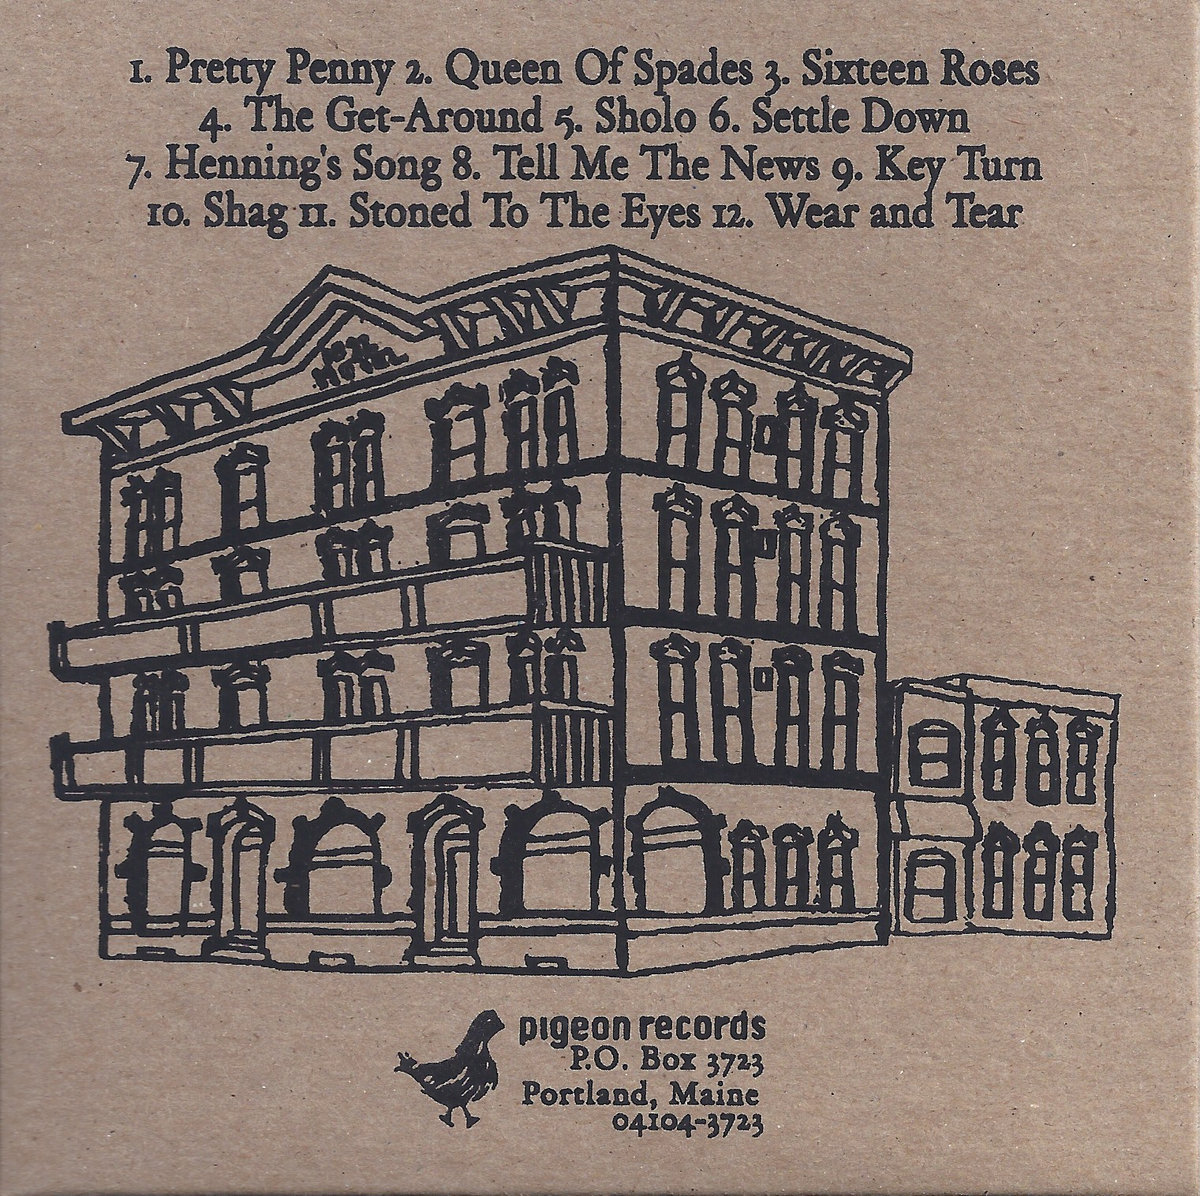 1. Pretty Penny 2. Queen Of Spades 3. Sixteen Roses
4. The Get-Around 5. Sholo 6. Settle Down
7. Henning's Song 8. Tell Me The News 9. Key Turn
10. Shag 11. Stoned To The Eyes 12. Wear and Tear
pigeon records
P.O. Box 3723
Portland, Maine
04104-3723